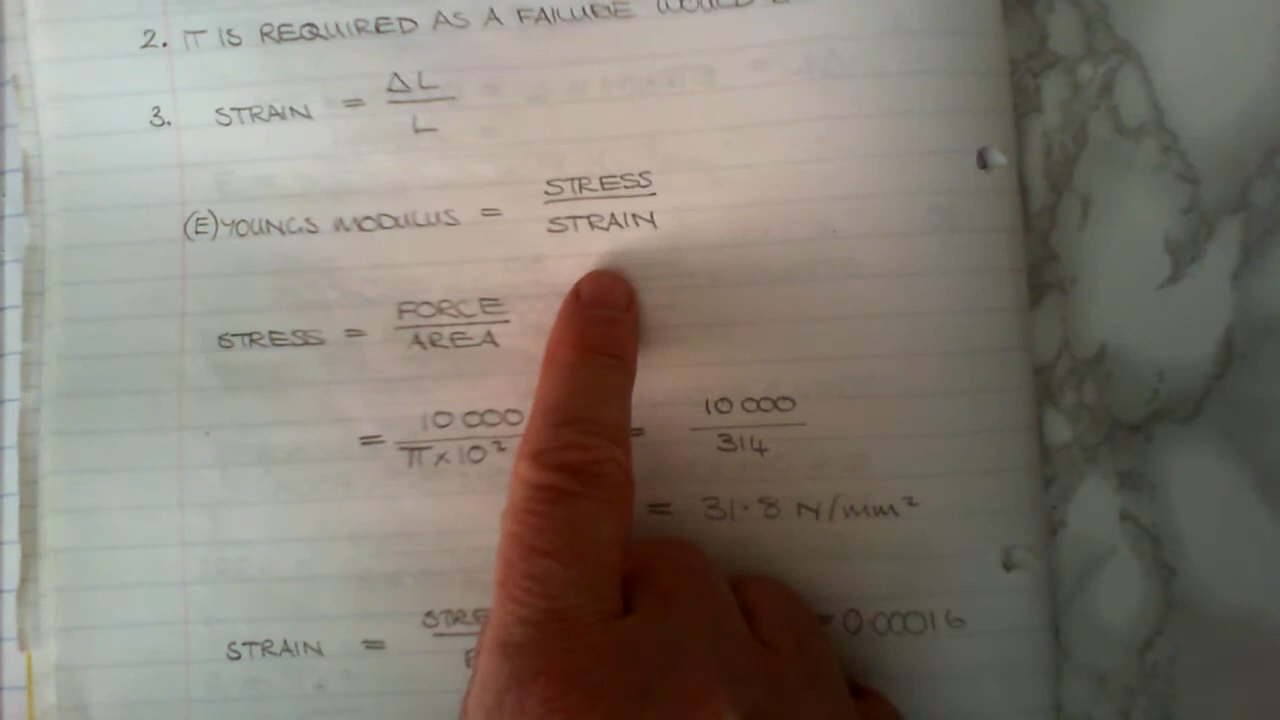 2. IT IS REQUIRED AS A FAILURE WOULD
3. STRAIN = ΔL
L
(E) YOUNGS MODULUS = STRESS
STRAIN
STRESS = FORCE
AREA
= 10 000
π × 10²
= 10 000
314
= 31.8 N/mm²
STRAIN =
= 0.00016